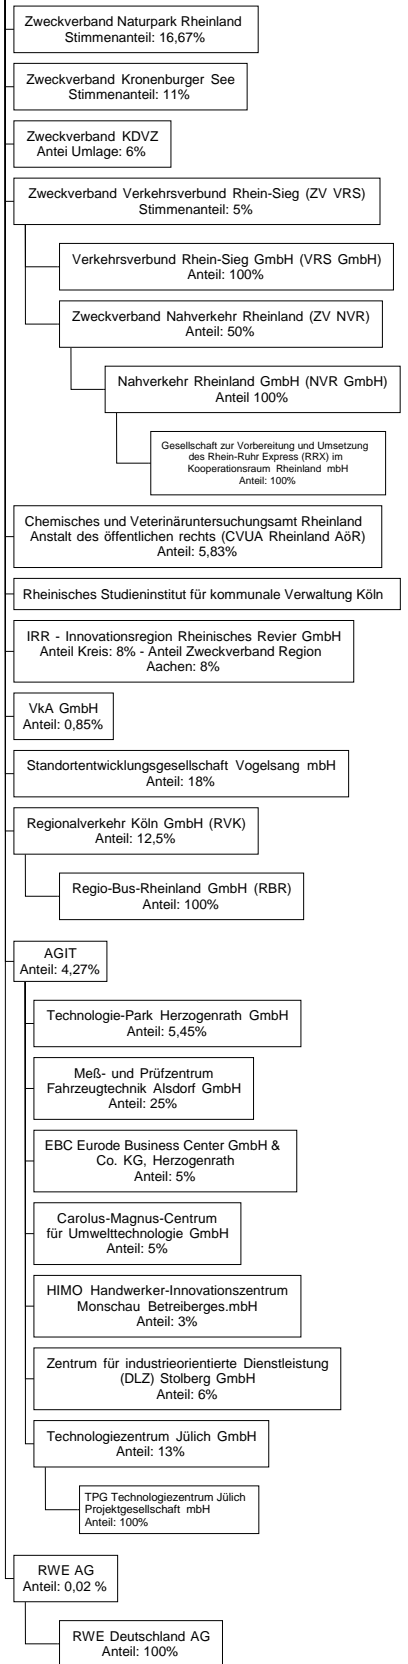 Zweckverband Naturpark Rheinland
Stimmenanteil: 16,67%
Zweckverband Kronenburger See
Stimmenanteil: 11%
Zweckverband KDVZ
Antei Umlage: 6%
Zweckverband Verkehrsverbund Rhein-Sieg (ZV VRS)
Stimmenanteil: 5%
Verkehrsverbund Rhein-Sieg GmbH (VRS GmbH)
Anteil: 100%
Zweckverband Nahverkehr Rheinland (ZV NVR)
Anteil: 50%
Nahverkehr Rheinland GmbH (NVR GmbH)
Anteil 100%
Gesellschaft zur Vorbereitung und Umsetzung
des Rhein-Ruhr Express (RRX) im
Kooperationsraum Rheinland mbH
Anteil: 100%
Chemisches und Veterinäruntersuchungsamt Rheinland
Anstalt des öffentlichen rechts (CVUA Rheinland AöR)
Anteil: 5,83%
Rheinisches Studieninstitut für kommunale Verwaltung Köln
IRR - Innovationsregion Rheinisches Revier GmbH
Anteil Kreis: 8% - Anteil Zweckverband Region
Aachen: 8%
VkA GmbH
Anteil: 0,85%
Standortentwicklungsgesellschaft Vogelsang mbH
Anteil: 18%
Regionalverkehr Köln GmbH (RVK)
Anteil: 12,5%
Regio-Bus-Rheinland GmbH (RBR)
Anteil: 100%
AGIT
Anteil: 4,27%
Technologie-Park Herzogenrath GmbH
Anteil: 5,45%
Meß- und Prüfzentrum
Fahrzeugtechnik Alsdorf GmbH
Anteil: 25%
EBC Eurode Business Center GmbH &
Co. KG, Herzogenrath
Anteil: 5%
Carolus-Magnus-Centrum
für Umwelttechnologie GmbH
Anteil: 5%
HIMO Handwerker-Innovationszentrum
Monschau Betreiberges.mbH
Anteil: 3%
Zentrum für industrieorientierte Dienstleistung
(DLZ) Stolberg GmbH
Anteil: 6%
Technologiezentrum Jülich GmbH
Anteil: 13%
TPG Technologiezentrum Jülich
Projektgesellschaft mbH
Anteil: 100%
RWE AG
Anteil: 0,02 %
RWE Deutschland AG
Anteil: 100%